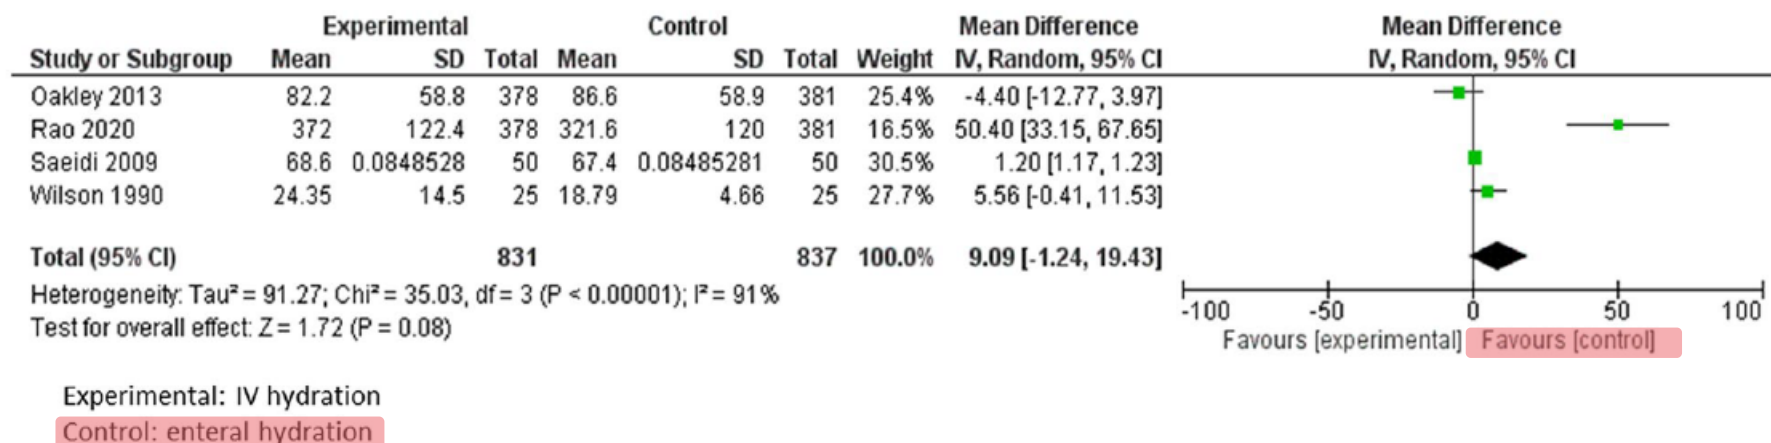 Experimental Control Mean Difference Mean Difference
Study or Subgroup Mean SD Total Mean SD Total Weight IV, Random, 95% CI IV, Random, 95% CI
Oakley 2013 82.2 58.8 378 86.6 58.9 381 25.4% -4.40 [-12.77, 3.97]
Rao 2020 372 122.4 378 321.6 120 381 16.5% 50.40 [33.15, 67.65]
Saeidi 2009 68.6 0.0848528 50 67.4 0.08485281 50 30.5% 1.20 [1.17, 1.23]
Wilson 1990 24.35 14.5 25 18.79 4.66 25 27.7% 5.56 [-0.41, 11.53]
Total (95% CI) 831 837 100.0% 9.09 [-1.24, 19.43]
Heterogeneity: Tau² = 91.27; Chi² = 35.03, df = 3 (P < 0.00001); I² = 91%
Test for overall effect: Z = 1.72 (P = 0.08)
-100 -50 0 50 100
Favours [experimental] Favours [control]
Experimental: IV hydration
Control: enteral hydration